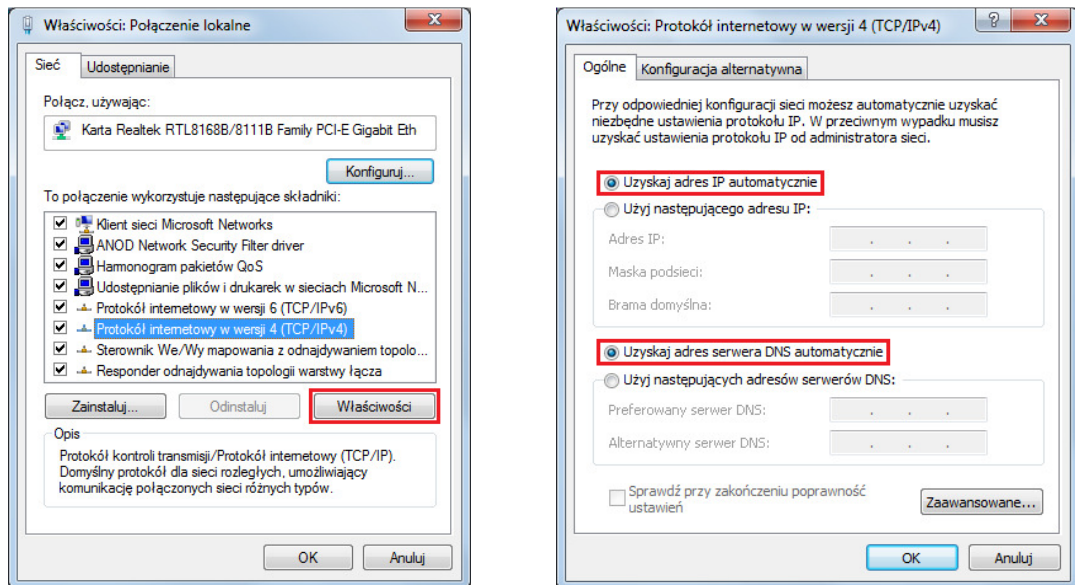 Właściwości: Połączenie lokalne
Sieć
Udostępnianie
Połącz, używając:
Karta Realtek RTL8168B/8111B Family PCI-E Gigabit Eth
Konfiguruj...
To połączenie wykorzystuje następujące składniki:
Klient sieci Microsoft Networks
ANOD Network Security Filter driver
Harmonogram pakietów QoS
Udostępnianie plików i drukarek w sieciach Microsoft N...
Protokół internetowy w wersji 6 (TCP/IPv6)
Protokół internetowy w wersji 4 (TCP/IPv4)
Sterownik We/Wy mapowania z odnajdywaniem topolo...
Responder odnajdywania topologii warstwy łącza
Zainstaluj...
Odinstaluj
Właściwości
Opis
Protokół kontroli transmisji/Protokół internetowy (TCP/IP).
Domyślny protokół dla sieci rozległych, umożliwiający
komunikację połączonych sieci różnych typów.
OK
Anuluj
Właściwości: Protokół internetowy w wersji 4 (TCP/IPv4)
Ogólne
Konfiguracja alternatywna
Przy odpowiedniej konfiguracji sieci możesz automatycznie uzyskać
niezbędne ustawienia protokołu IP. W przeciwnym wypadku musisz
uzyskać ustawienia protokołu IP od administratora sieci.
Uzyskaj adres IP automatycznie
Użyj następującego adresu IP:
Adres IP:
Maska podsieci:
Brama domyślna:
Uzyskaj adres serwera DNS automatycznie
Użyj następujących adresów serwerów DNS:
Preferowany serwer DNS:
Alternatywny serwer DNS:
Sprawdź przy zakończeniu poprawność
ustawień
Zaawansowane...
OK
Anuluj